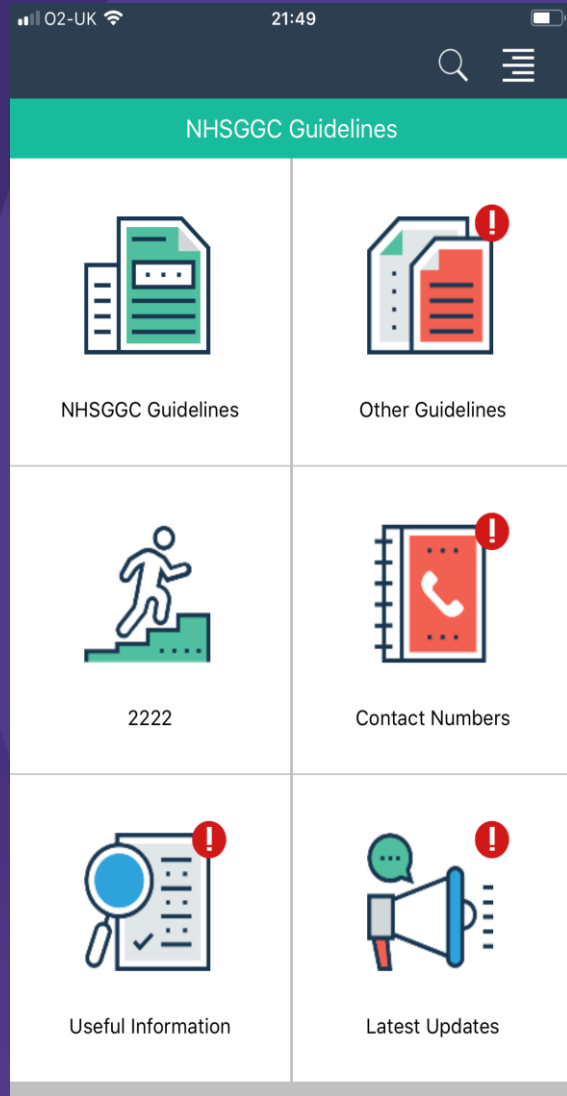 O2-UK 21:49
NHSGGC Guidelines
!
NHSGGC Guidelines Other Guidelines
!
2222 Contact Numbers
! !
Useful Information Latest Updates